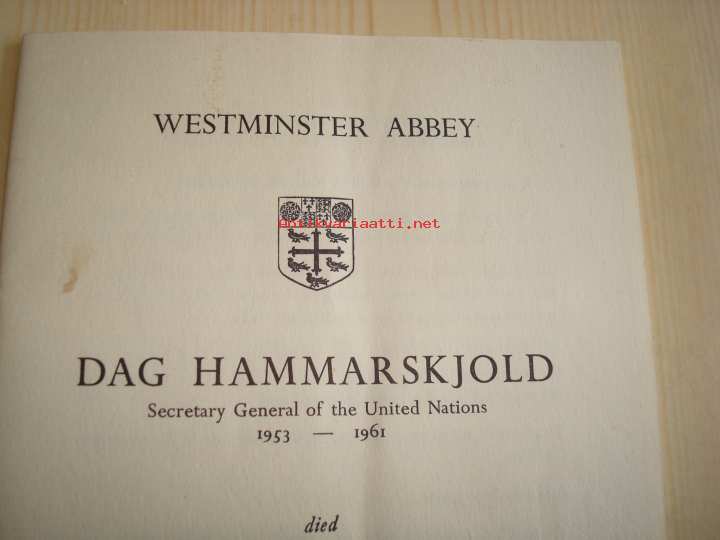 WESTMINSTER ABBEY
antikvariaatti.net
DAG HAMMARSKJOLD
Secretary General of the United Nations
1953 — 1961
died